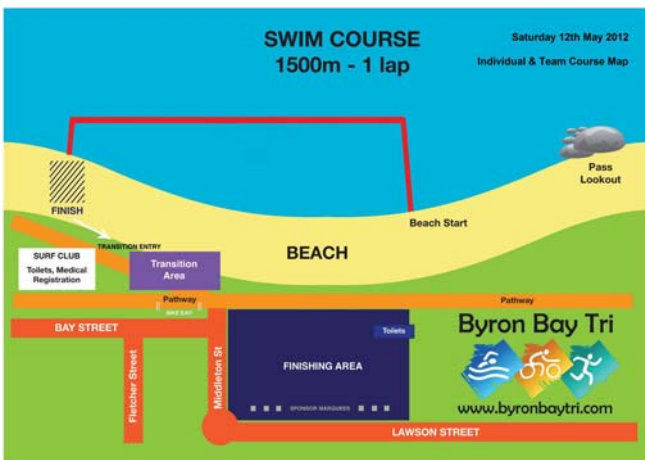 SWIM COURSE
1500m - 1 lap
Saturday 12th May 2012
Individual & Team Course Map
Pass
Lookout
FINISH
Beach Start
TRANSITION ENTRY
BEACH
SURF CLUB
Toilets, Medical
Registration
Transition
Area
Pathway
Pathway
BIKE EXIT
BAY STREET
Toilets
Fletcher Street
Middleton St
FINISHING AREA
SPONSOR MARQUEES
Byron Bay Tri
www.byronbaytri.com
LAWSON STREET